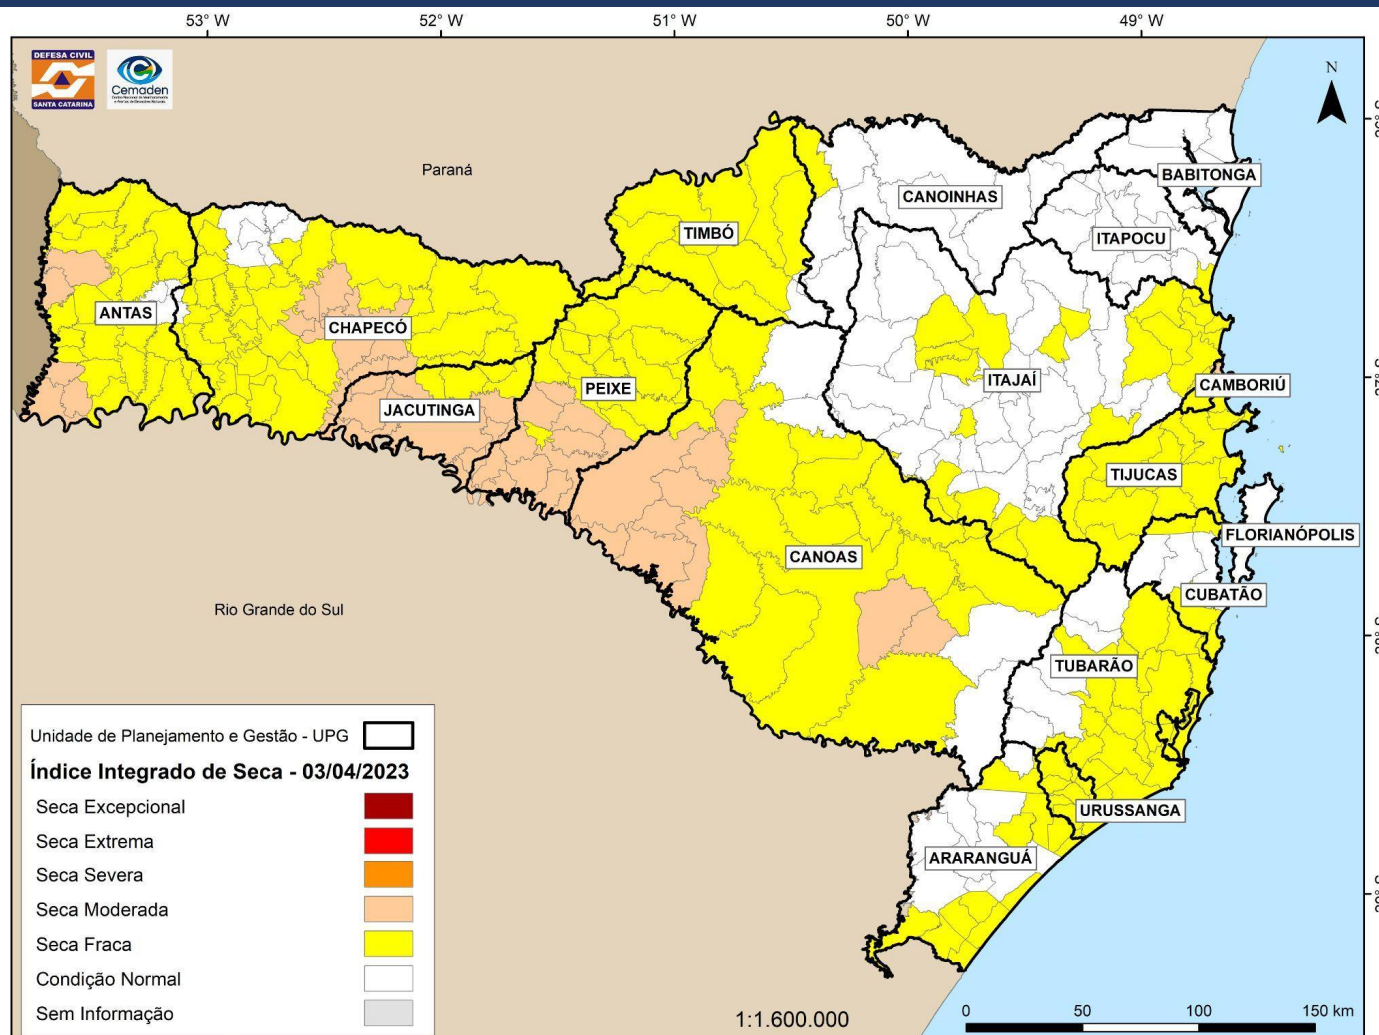 53° W 52° W 51° W 50° W 49° W
DEFESA CIVIL
SANTA CATARINA
Cemaden
N
Paraná
BABITONGA
CANOINHAS
TIMBÓ
ITAPOCU
ANTAS
CHAPECÓ
ITAJAÍ
PEIXE
CAMBORIÚ
JACUTINGA
TIJUCAS
FLORIANÓPOLIS
CANOAS
CUBATÃO
Rio Grande do Sul
TUBARÃO
URUSSANGA
ARARANGUÁ
Unidade de Planejamento e Gestão - UPG
Índice Integrado de Seca - 03/04/2023
Seca Excepcional
Seca Extrema
Seca Severa
Seca Moderada
Seca Fraca
Condição Normal
Sem Informação
1:1.600.000
0 50 100 150 km